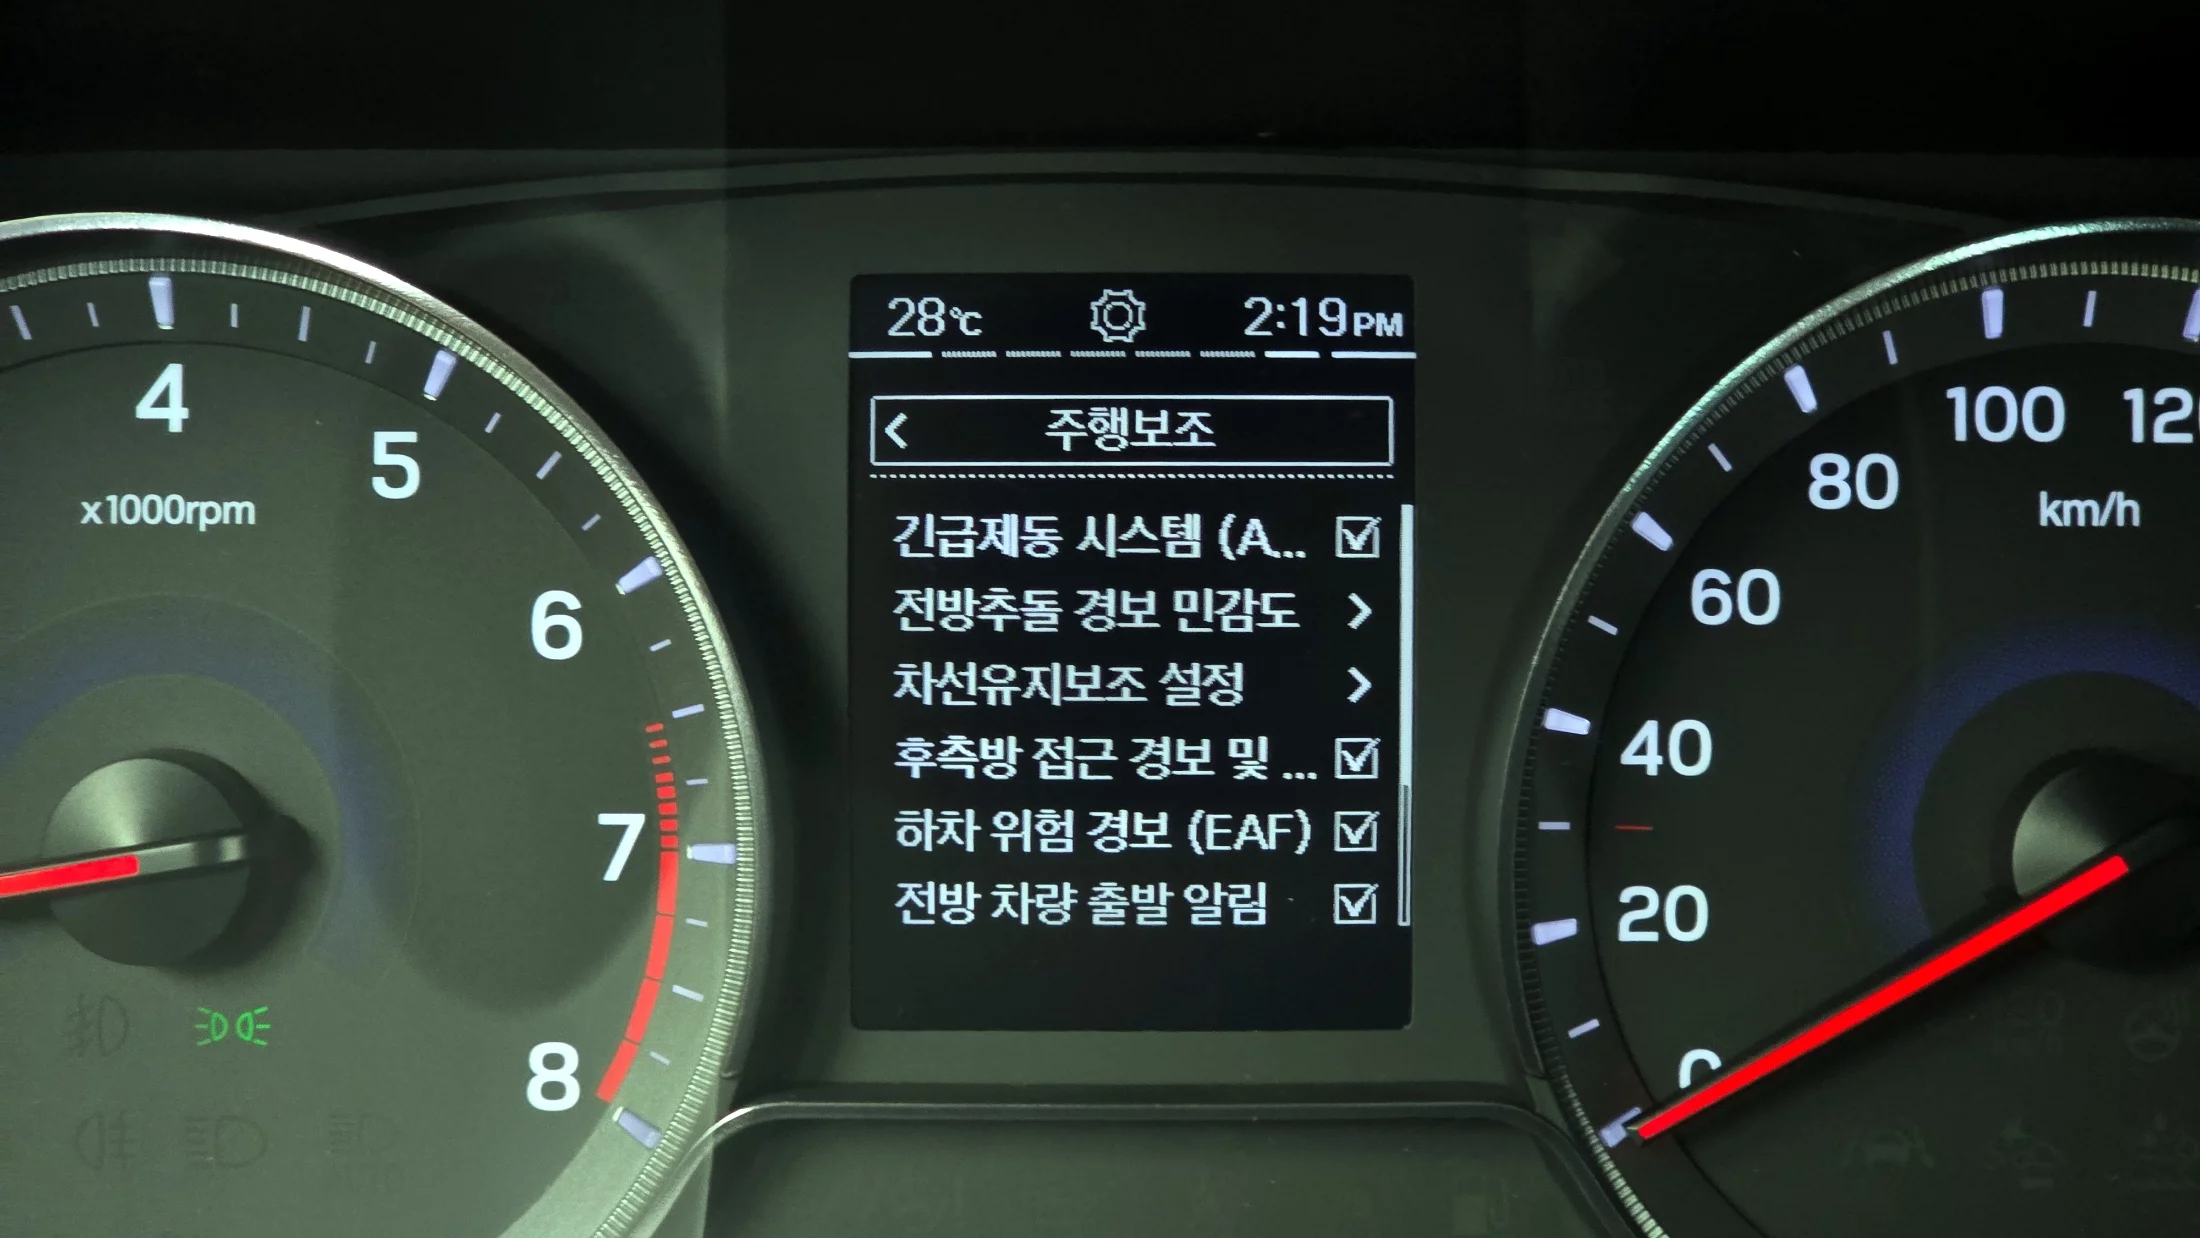 28℃ 2:19PM
주행보조
긴급제동 시스템 (A...
전방추돌 경보 민감도
차선유지보조 설정
후측방 접근 경보 및 ...
하차 위험 경보 (EAF)
전방 차량 출발 알림
4
5
x1000rpm
6
7
8
100
120
80
km/h
60
40
20
0